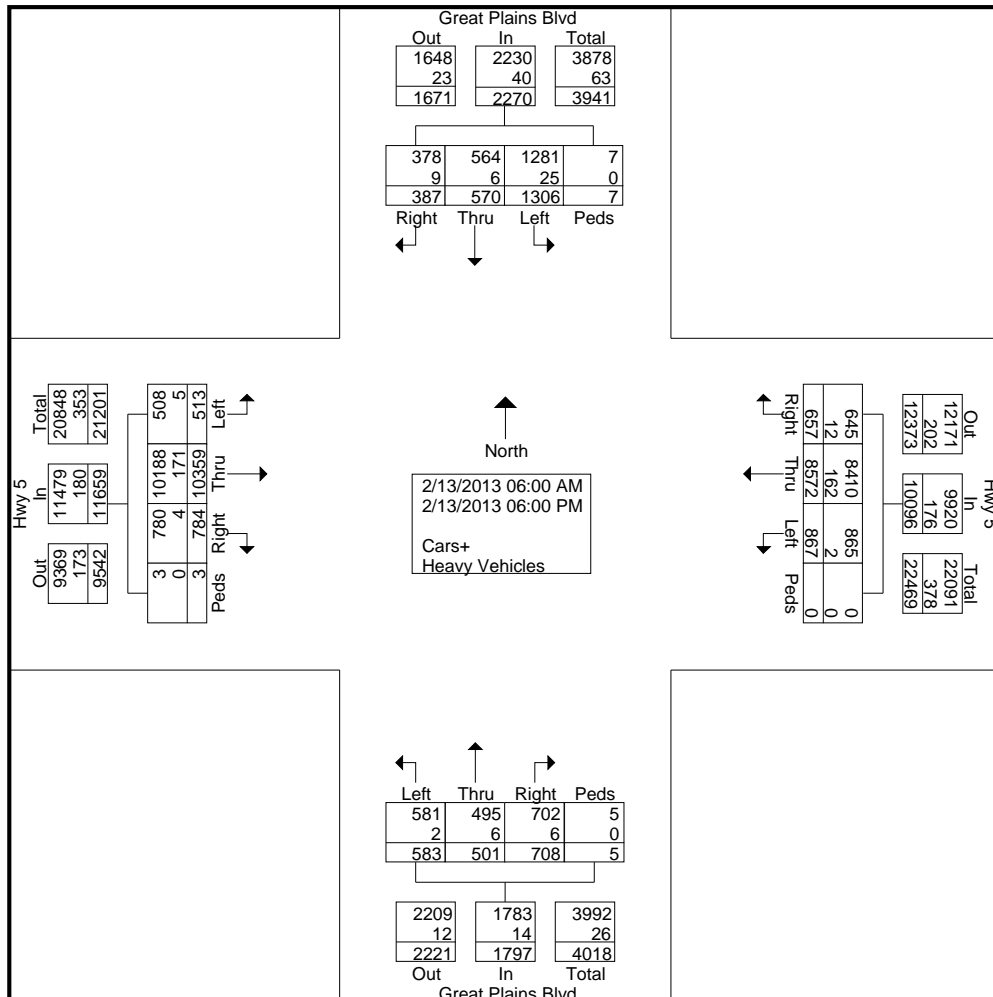 Great Plains Blvd
Out In Total
1648 2230 3878
23 40 63
1671 2270 3941
378 564 1281 7
9 6 25 0
387 570 1306 7
Right Thru Left Peds
Hwy 5
Total In Out
20848 11479 9369
353 180 173
21201 11659 9542
508 10188 780 3
5 171 4 0
513 10359 784 3
Left Thru Right Peds
North
2/13/2013 06:00 AM
2/13/2013 06:00 PM
Cars+
Heavy Vehicles
Hwy 5
Out In Total
12171 9920 22091
202 176 378
12373 10096 22469
645 8410 865 0
12 162 2 0
657 8572 867 0
Right Thru Left Peds
Left Thru Right Peds
581 495 702 5
2 6 6 0
583 501 708 5
2209 1783 3992
12 14 26
2221 1797 4018
Out In Total
Great Plains Blvd